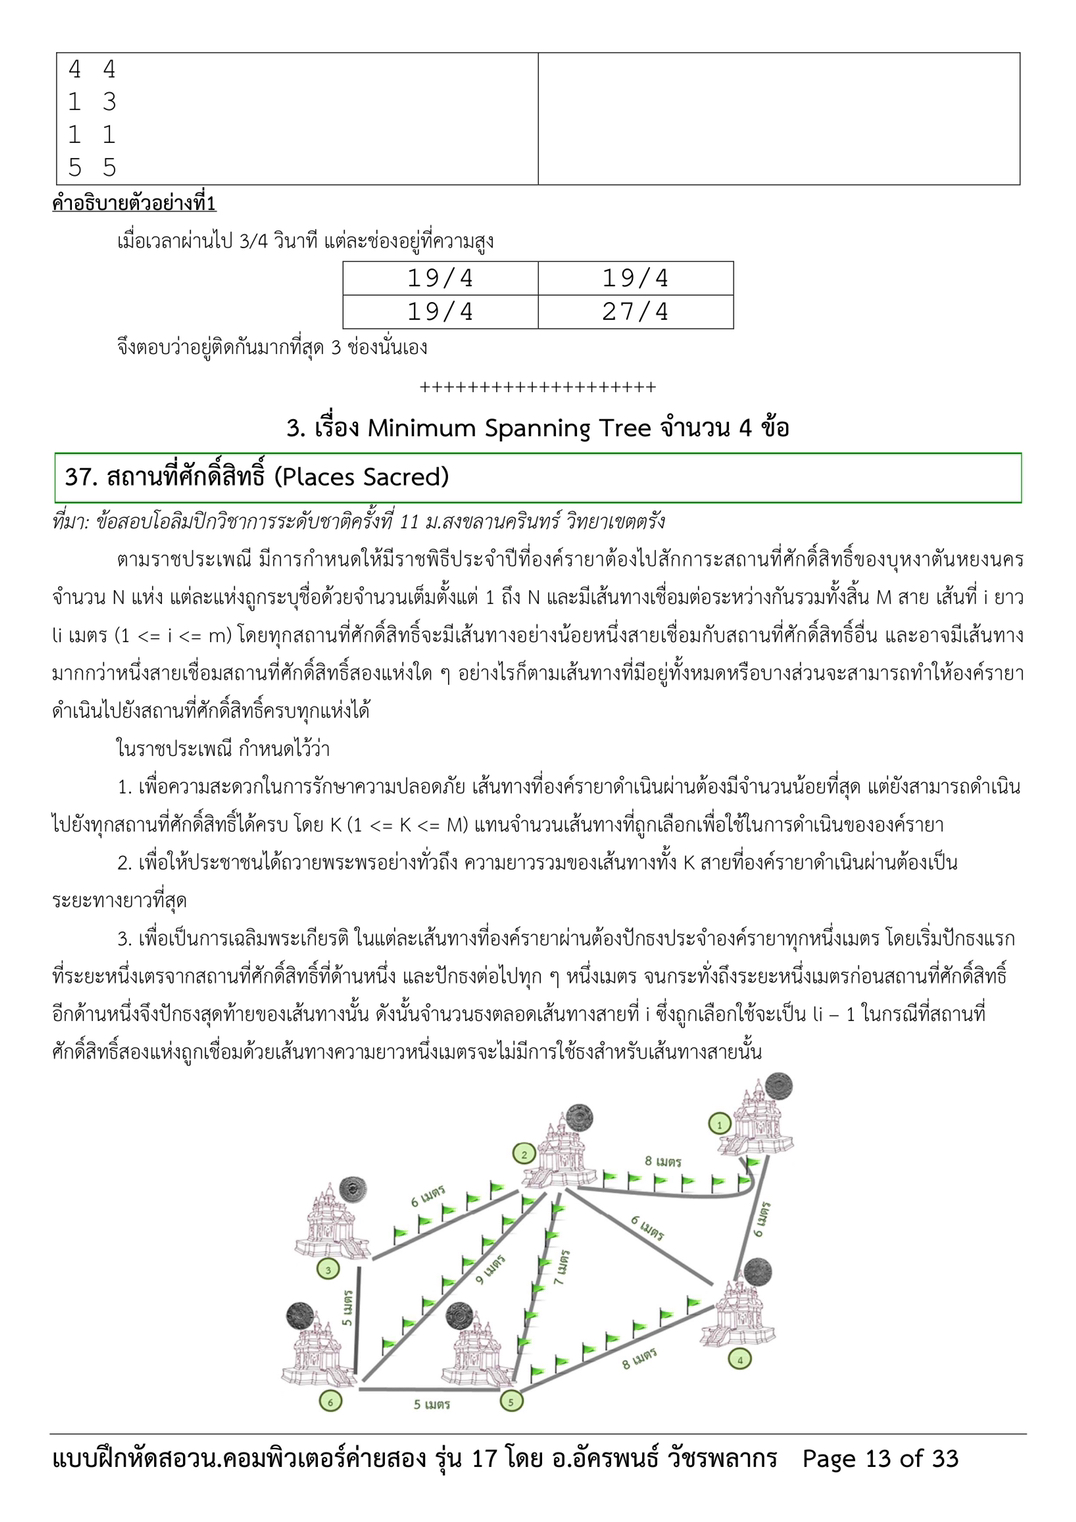 4 4
1 3
1 1
5 5
คำอธิบายตัวอย่างที่1
เมื่อเวลาผ่านไป 3/4 วินาที แต่ละช่องอยู่ที่ความสูง
19/4 19/4
19/4 27/4
จึงตอบว่าอยู่ติดกันมากที่สุด 3 ช่องนั่นเอง
++++++++++++++++++++
3. เรื่อง Minimum Spanning Tree จำนวน 4 ข้อ
37. สถานที่ศักดิ์สิทธิ์ (Places Sacred)
ที่มา: ข้อสอบโอลิมปิกวิชาการระดับชาติครั้งที่ 11 ม.สงขลานครินทร์ วิทยาเขตตรัง
ตามราชประเพณี มีการกำหนดให้มีราชพิธีประจำปีที่องค์รายาต้องไปสักการะสถานที่ศักดิ์สิทธิ์ของบุหงาตันหยงนคร
จำนวน N แห่ง แต่ละแห่งถูกระบุชื่อด้วยจำนวนเต็มตั้งแต่ 1 ถึง N และมีเส้นทางเชื่อมต่อระหว่างกันรวมทั้งสิ้น M สาย เส้นที่ i ยาว
li เมตร (1 <= i <= m) โดยทุกสถานที่ศักดิ์สิทธิ์จะมีเส้นทางอย่างน้อยหนึ่งสายเชื่อมกับสถานที่ศักดิ์สิทธิ์อื่น และอาจมีเส้นทาง
มากกว่าหนึ่งสายเชื่อมสถานที่ศักดิ์สิทธิ์สองแห่งใด ๆ อย่างไรก็ตามเส้นทางที่มีอยู่ทั้งหมดหรือบางส่วนจะสามารถทำให้องค์รายา
ดำเนินไปยังสถานที่ศักดิ์สิทธิ์ครบทุกแห่งได้
ในราชประเพณี กำหนดไว้ว่า
1. เพื่อความสะดวกในการรักษาความปลอดภัย เส้นทางที่องค์รายาดำเนินผ่านต้องมีจำนวนน้อยที่สุด แต่ยังสามารถดำเนิน
ไปยังทุกสถานที่ศักดิ์สิทธิ์ได้ครบ โดย K (1 <= K <= M) แทนจำนวนเส้นทางที่ถูกเลือกเพื่อใช้ในการดำเนินขององค์รายา
2. เพื่อให้ประชาชนได้ถวายพระพรอย่างทั่วถึง ความยาวรวมของเส้นทางทั้ง K สายที่องค์รายาดำเนินผ่านต้องเป็น
ระยะทางยาวที่สุด
3. เพื่อเป็นการเฉลิมพระเกียรติ ในแต่ละเส้นทางที่องค์รายาผ่านต้องปักธงประจำองค์รายาทุกหนึ่งเมตร โดยเริ่มปักธงแรก
ที่ระยะหนึ่งเตรจากสถานที่ศักดิ์สิทธิ์ที่ด้านหนึ่ง และปักธงต่อไปทุก ๆ หนึ่งเมตร จนกระทั่งถึงระยะหนึ่งเมตรก่อนสถานที่ศักดิ์สิทธิ์
อีกด้านหนึ่งจึงปักธงสุดท้ายของเส้นทางนั้น ดังนั้นจำนวนธงตลอดเส้นทางสายที่ i ซึ่งถูกเลือกใช้จะเป็น li – 1 ในกรณีที่สถานที่
ศักดิ์สิทธิ์สองแห่งถูกเชื่อมด้วยเส้นทางความยาวหนึ่งเมตรจะไม่มีการใช้ธงสำหรับเส้นทางสายนั้น
1
2
8 เมตร
6 เมตร
6 เมตร
6 เมตร
9 เมตร
7 เมตร
3
5 เมตร
8 เมตร
4
6
5 เมตร
5
แบบฝึกหัดสอวน.คอมพิวเตอร์ค่ายสอง รุ่น 17 โดย อ.อัครพนธ์ วัชรพลากร Page 13 of 33